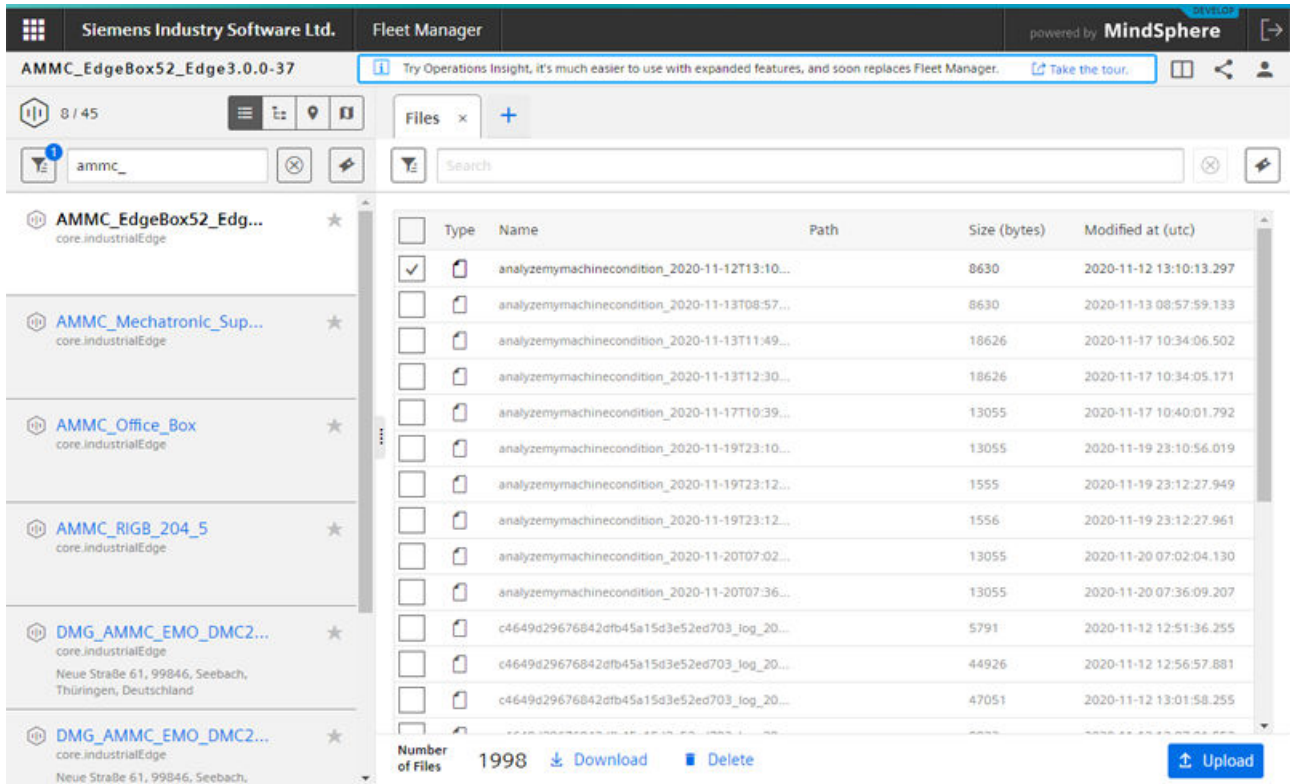 DEVELOP
Siemens Industry Software Ltd. Fleet Manager powered by MindSphere
AMMC_EdgeBox52_Edge3.0.0-37 Try Operations Insight, it's much easier to use with expanded features, and soon replaces Fleet Manager. Take the tour.
8 / 45
Files × +
1
ammc_
Search
AMMC_EdgeBox52_Edg...
core.industrialEdge
AMMC_Mechatronic_Sup...
core.industrialEdge
AMMC_Office_Box
core.industrialEdge
AMMC_RIGB_204_5
core.industrialEdge
DMG_AMMC_EMO_DMC2...
core.industrialEdge
Neue Straße 61, 99846, Seebach,
Thüringen, Deutschland
DMG_AMMC_EMO_DMC2...
core.industrialEdge
Neue Straße 61, 99846, Seebach,
Type Name Path Size (bytes) Modified at (utc)
analyzemymachinecondition_2020-11-12T13:10... 8630 2020-11-12 13:10:13.297
analyzemymachinecondition_2020-11-13T08:57... 8630 2020-11-13 08:57:59.133
analyzemymachinecondition_2020-11-13T11:49... 18626 2020-11-17 10:34:06.502
analyzemymachinecondition_2020-11-13T12:30... 18626 2020-11-17 10:34:05.171
analyzemymachinecondition_2020-11-17T10:39... 13055 2020-11-17 10:40:01.792
analyzemymachinecondition_2020-11-19T23:10... 13055 2020-11-19 23:10:56.019
analyzemymachinecondition_2020-11-19T23:12... 1555 2020-11-19 23:12:27.949
analyzemymachinecondition_2020-11-19T23:12... 1556 2020-11-19 23:12:27.961
analyzemymachinecondition_2020-11-20T07:02... 13055 2020-11-20 07:02:04.130
analyzemymachinecondition_2020-11-20T07:36... 13055 2020-11-20 07:36:09.207
c4649d29676842dfb45a15d3e52ed703_log_20... 5791 2020-11-12 12:51:36.255
c4649d29676842dfb45a15d3e52ed703_log_20... 44926 2020-11-12 12:56:57.881
c4649d29676842dfb45a15d3e52ed703_log_20... 47051 2020-11-12 13:01:58.255
Number
of Files 1998 Download Delete Upload